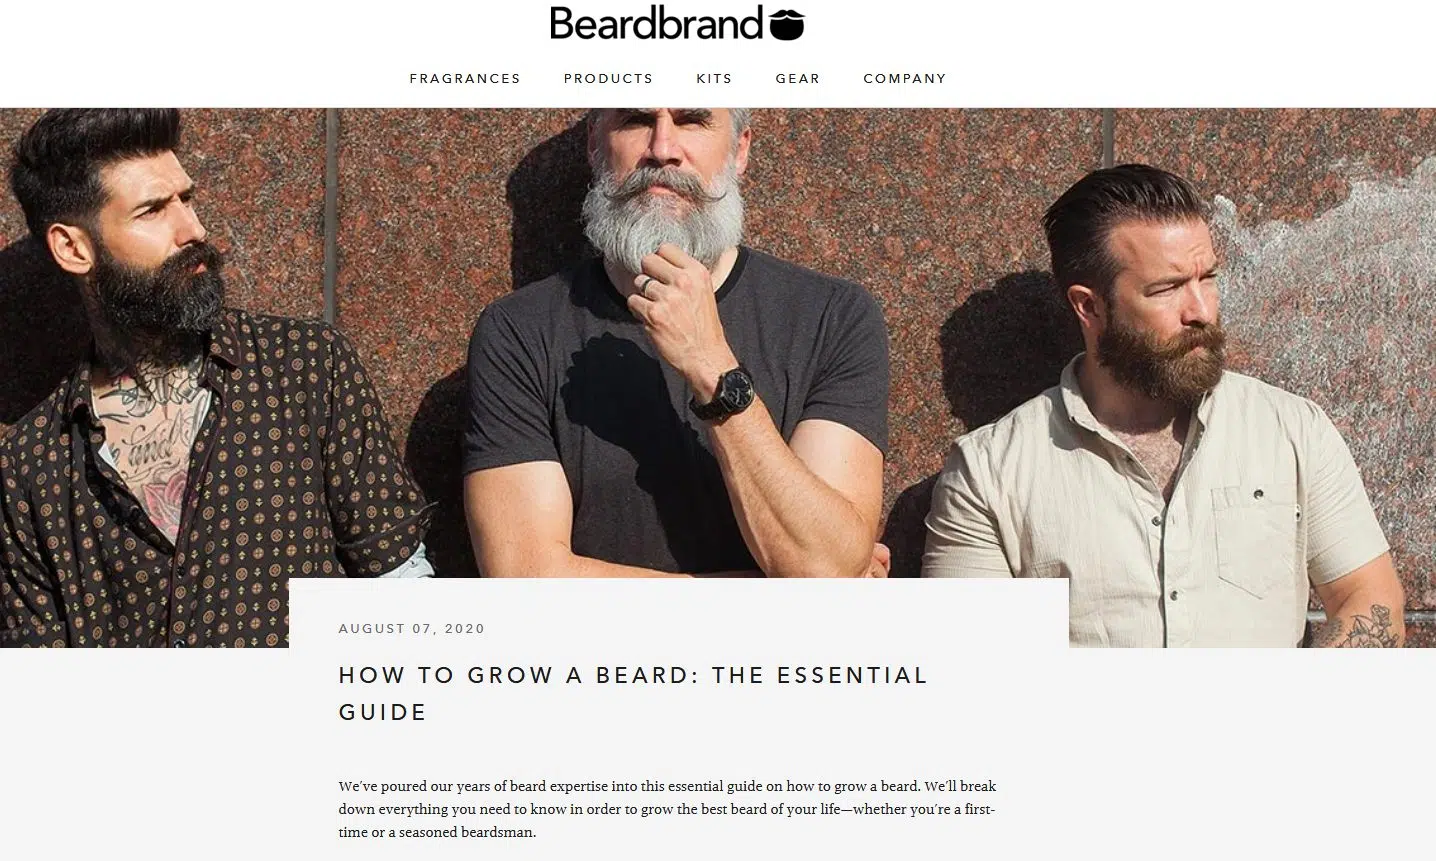 Beardbrand
FRAGRANCES PRODUCTS KITS GEAR COMPANY
AUGUST 07, 2020
HOW TO GROW A BEARD: THE ESSENTIAL
GUIDE
We've poured our years of beard expertise into this essential guide on how to grow a beard. We'll break
down everything you need to know in order to grow the best beard of your life—whether you're a first-
time or a seasoned beardsman.